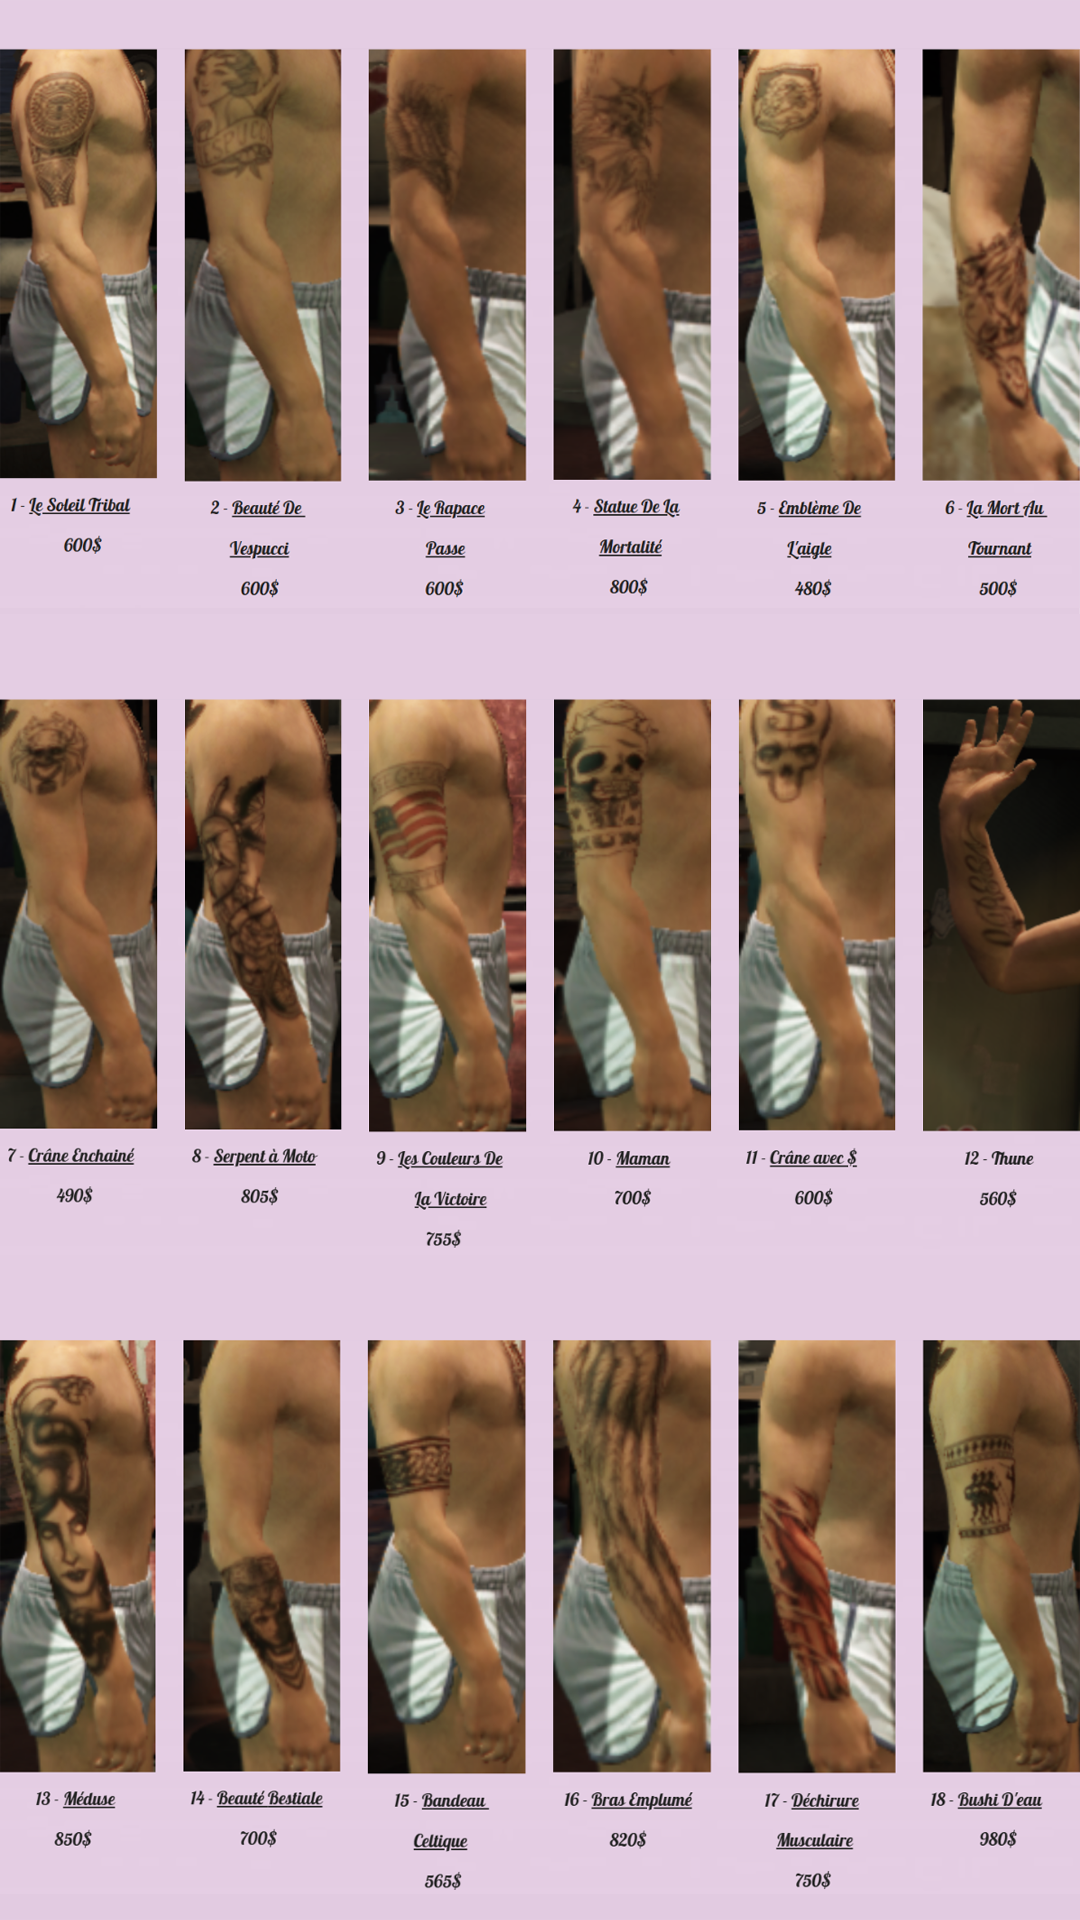 1 - Le Soleil Tribal
600$
2 - Beauté De
Vespucci
600$
3 - Le Rapace
Passe
600$
4 - Statue De La
Mortalité
800$
5 - Emblème De
L'aigle
480$
6 - La Mort Au
Tournant
500$
7 - Crâne Enchainé
490$
8 - Serpent à Moto
805$
9 - Les Couleurs De
La Victoire
755$
10 - Maman
700$
11 - Crâne avec $
600$
12 - Thune
560$
13 - Méduse
850$
14 - Beauté Bestiale
700$
15 - Bandeau
Celtique
565$
16 - Bras Emplumé
820$
17 - Déchirure
Musculaire
750$
18 - Bushi D'eau
980$